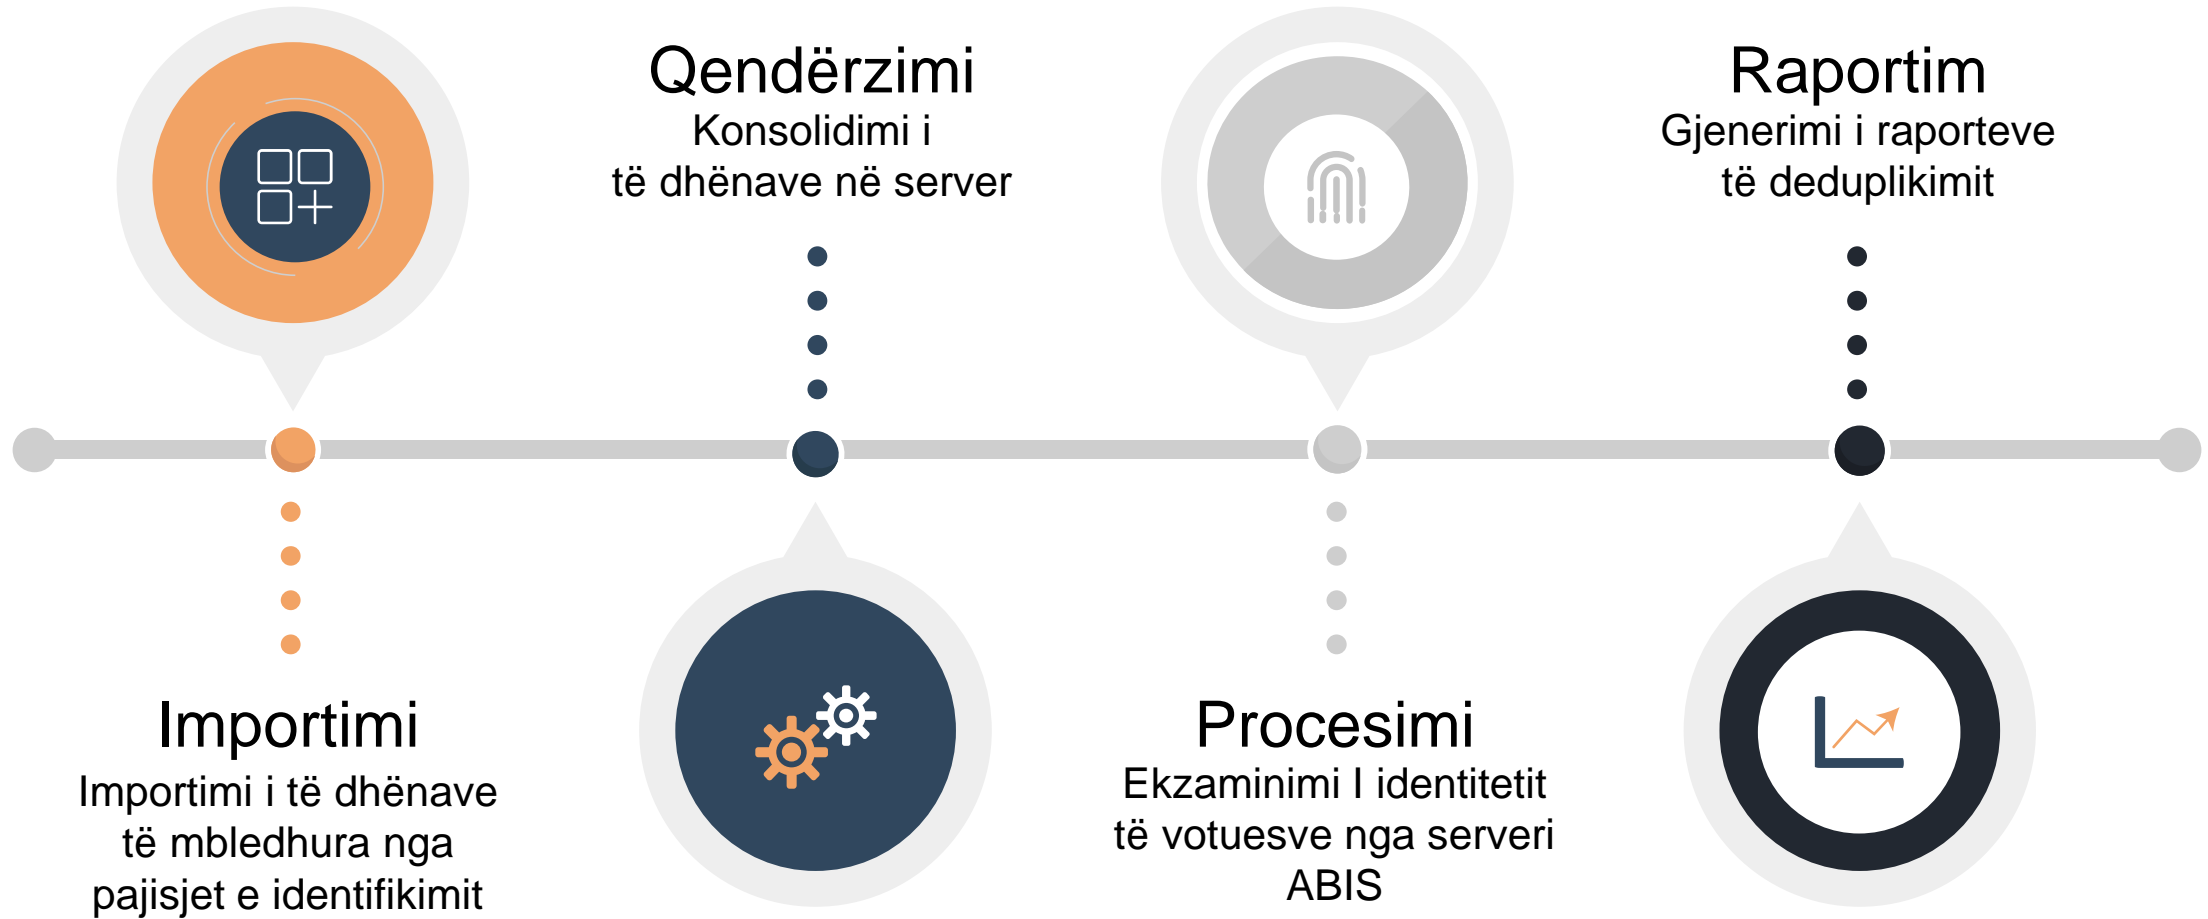 Importimi
Importimi i të dhënave
të mbledhura nga
pajisjet e identifikimit
Qendërzimi
Konsolidimi i
të dhënave në server
Procesimi
Ekzaminimi I identitetit
të votuesve nga serveri
ABIS
Raportim
Gjenerimi i raporteve
të deduplikimit